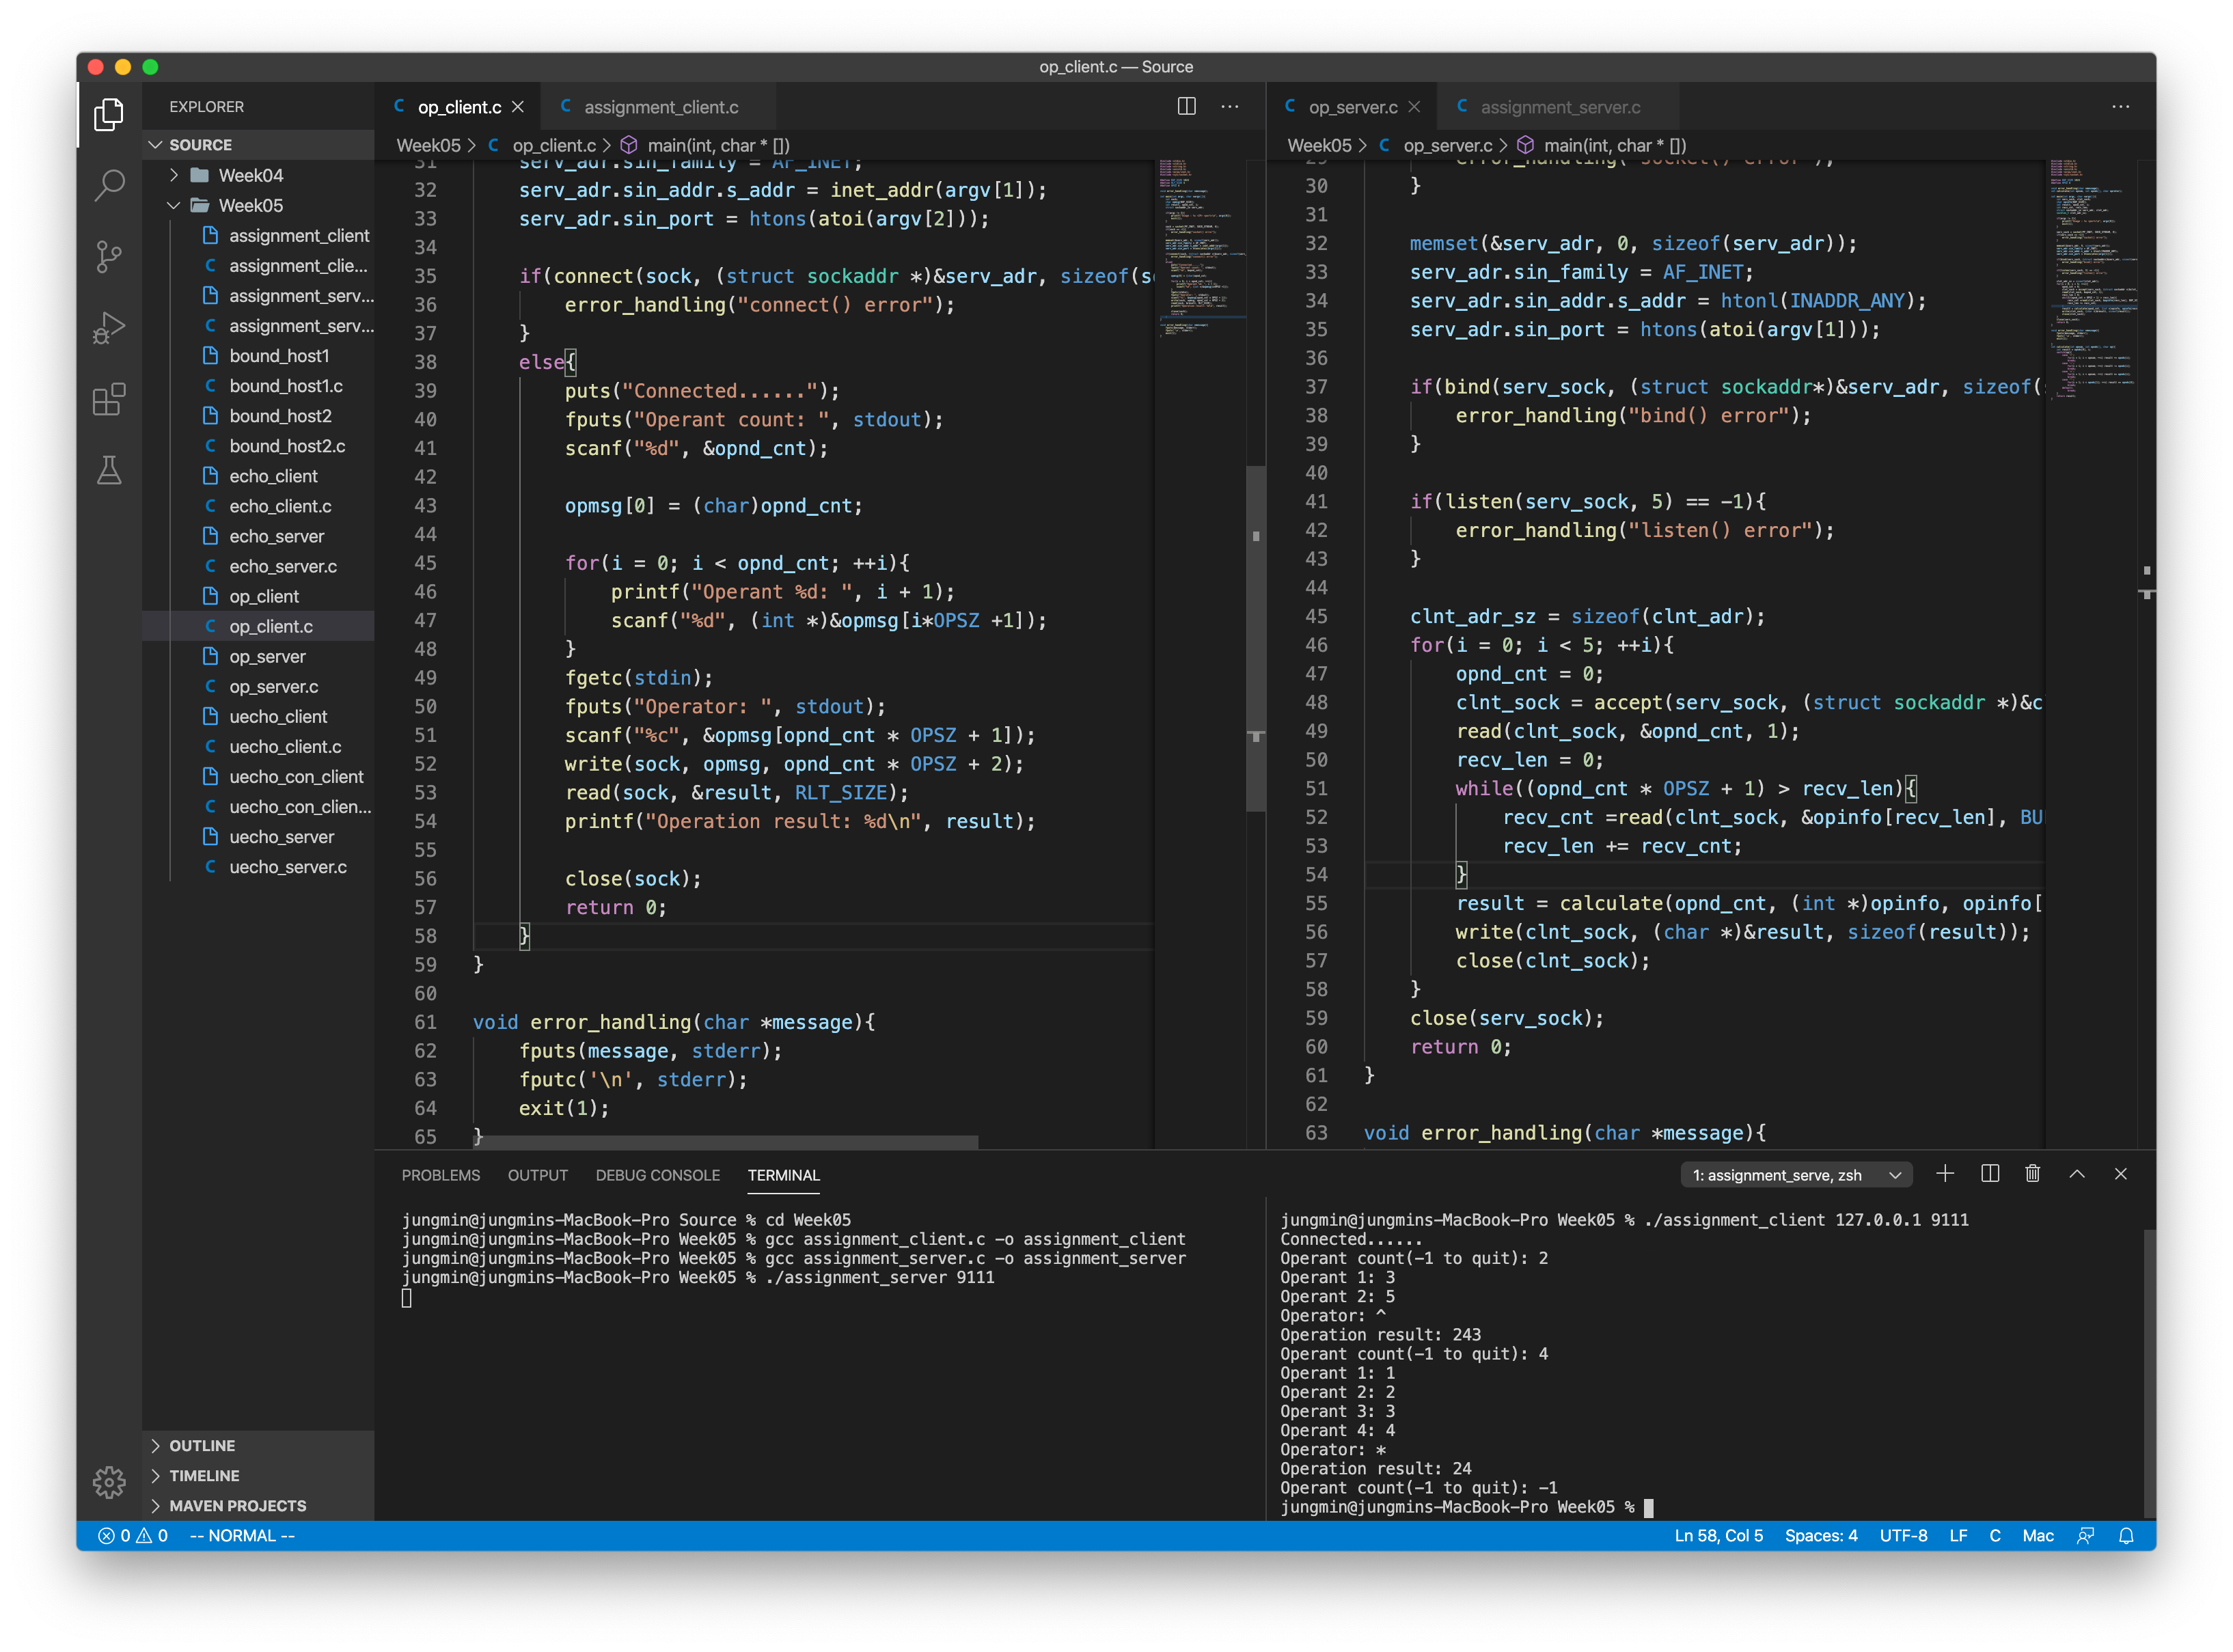 op_client.c — Source
EXPLORER
SOURCE
Week04
Week05
assignment_client
C assignment_clie...
assignment_serv...
C assignment_serv...
bound_host1
C bound_host1.c
bound_host2
C bound_host2.c
echo_client
C echo_client.c
echo_server
C echo_server.c
op_client
C op_client.c
op_server
C op_server.c
uecho_client
C uecho_client.c
uecho_con_client
C uecho_con_clien...
uecho_server
C uecho_server.c
OUTLINE
TIMELINE
MAVEN PROJECTS
C op_client.c
C assignment_client.c
Week05 > C op_client.c > main(int, char * [])
31 serv_adr.sin_family = AF_INET;
32 serv_adr.sin_addr.s_addr = inet_addr(argv[1]);
33 serv_adr.sin_port = htons(atoi(argv[2]));
34
35 if(connect(sock, (struct sockaddr *)&serv_adr, sizeof(se
36 error_handling("connect() error");
37 }
38 else{
39 puts("Connected......");
40 fputs("Operant count: ", stdout);
41 scanf("%d", &opnd_cnt);
42
43 opmsg[0] = (char)opnd_cnt;
44
45 for(i = 0; i < opnd_cnt; ++i){
46 printf("Operant %d: ", i + 1);
47 scanf("%d", (int *)&opmsg[i*OPSZ +1]);
48 }
49 fgetc(stdin);
50 fputs("Operator: ", stdout);
51 scanf("%c", &opmsg[opnd_cnt * OPSZ + 1]);
52 write(sock, opmsg, opnd_cnt * OPSZ + 2);
53 read(sock, &result, RLT_SIZE);
54 printf("Operation result: %d\n", result);
55
56 close(sock);
57 return 0;
58 }
59 }
60
61 void error_handling(char *message){
62 fputs(message, stderr);
63 fputc('\n', stderr);
64 exit(1);
65 }
C op_server.c
C assignment_server.c
Week05 > C op_server.c > main(int, char * [])
29 error_handling("socket() error");
30 }
31
32 memset(&serv_adr, 0, sizeof(serv_adr));
33 serv_adr.sin_family = AF_INET;
34 serv_adr.sin_addr.s_addr = htonl(INADDR_ANY);
35 serv_adr.sin_port = htons(atoi(argv[1]));
36
37 if(bind(serv_sock, (struct sockaddr*)&serv_adr, sizeof(s
38 error_handling("bind() error");
39 }
40
41 if(listen(serv_sock, 5) == -1){
42 error_handling("listen() error");
43 }
44
45 clnt_adr_sz = sizeof(clnt_adr);
46 for(i = 0; i < 5; ++i){
47 opnd_cnt = 0;
48 clnt_sock = accept(serv_sock, (struct sockaddr *)&c
49 read(clnt_sock, &opnd_cnt, 1);
50 recv_len = 0;
51 while((opnd_cnt * OPSZ + 1) > recv_len){
52 recv_cnt =read(clnt_sock, &opinfo[recv_len], BU
53 recv_len += recv_cnt;
54 }
55 result = calculate(opnd_cnt, (int *)opinfo, opinfo[
56 write(clnt_sock, (char *)&result, sizeof(result));
57 close(clnt_sock);
58 }
59 close(serv_sock);
60 return 0;
61 }
62
63 void error_handling(char *message){
PROBLEMS OUTPUT DEBUG CONSOLE TERMINAL
1: assignment_serve, zsh
jungmin@jungmins-MacBook-Pro Source % cd Week05
jungmin@jungmins-MacBook-Pro Week05 % gcc assignment_client.c -o assignment_client
jungmin@jungmins-MacBook-Pro Week05 % gcc assignment_server.c -o assignment_server
jungmin@jungmins-MacBook-Pro Week05 % ./assignment_server 9111
jungmin@jungmins-MacBook-Pro Week05 % ./assignment_client 127.0.0.1 9111
Connected......
Operant count(-1 to quit): 2
Operant 1: 3
Operant 2: 5
Operator: ^
Operation result: 243
Operant count(-1 to quit): 4
Operant 1: 1
Operant 2: 2
Operant 3: 3
Operant 4: 4
Operator: *
Operation result: 24
Operant count(-1 to quit): -1
jungmin@jungmins-MacBook-Pro Week05 %
0 0 -- NORMAL --
Ln 58, Col 5 Spaces: 4 UTF-8 LF C Mac